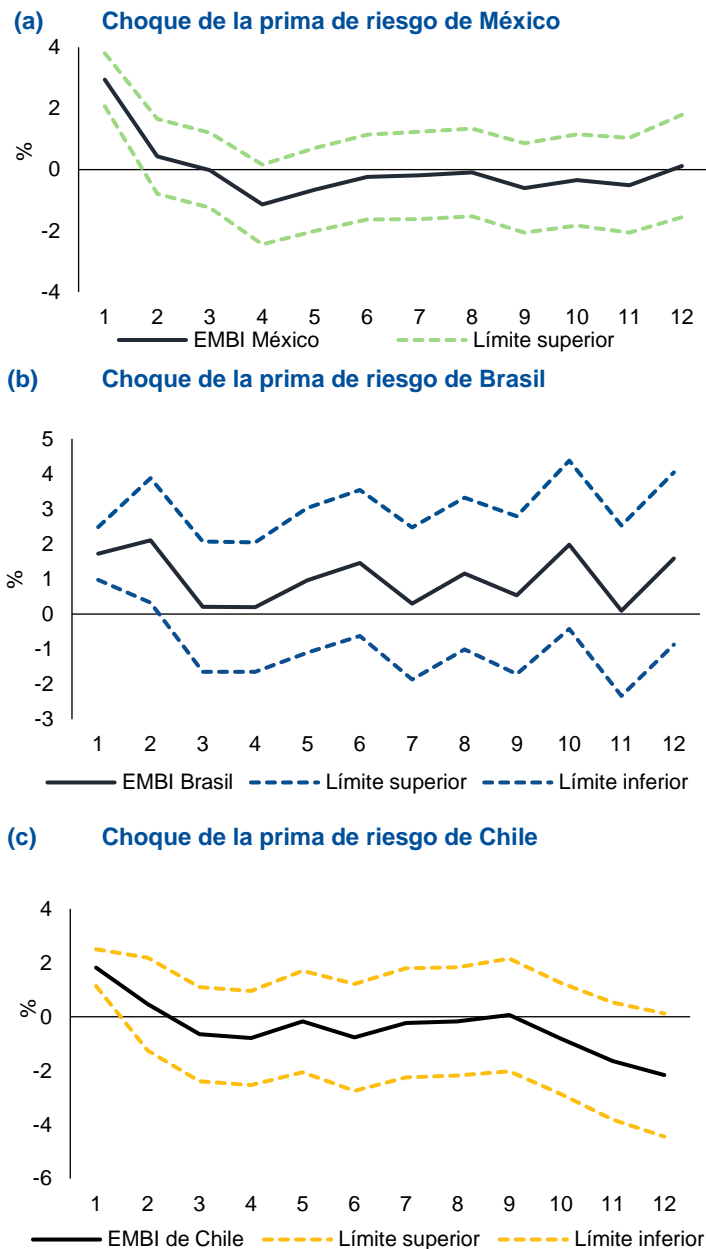 (a) Choque de la prima de riesgo de México
4
2
0
-2
-4
%
1 2 3 4 5 6 7 8 9 10 11 12
EMBI México Límite superior
(b) Choque de la prima de riesgo de Brasil
5
4
3
2
1
0
-1
-2
-3
%
1 2 3 4 5 6 7 8 9 10 11 12
EMBI Brasil Límite superior Límite inferior
(c) Choque de la prima de riesgo de Chile
4
2
0
-2
-4
-6
%
1 2 3 4 5 6 7 8 9 10 11 12
EMBI de Chile Límite superior Límite inferior